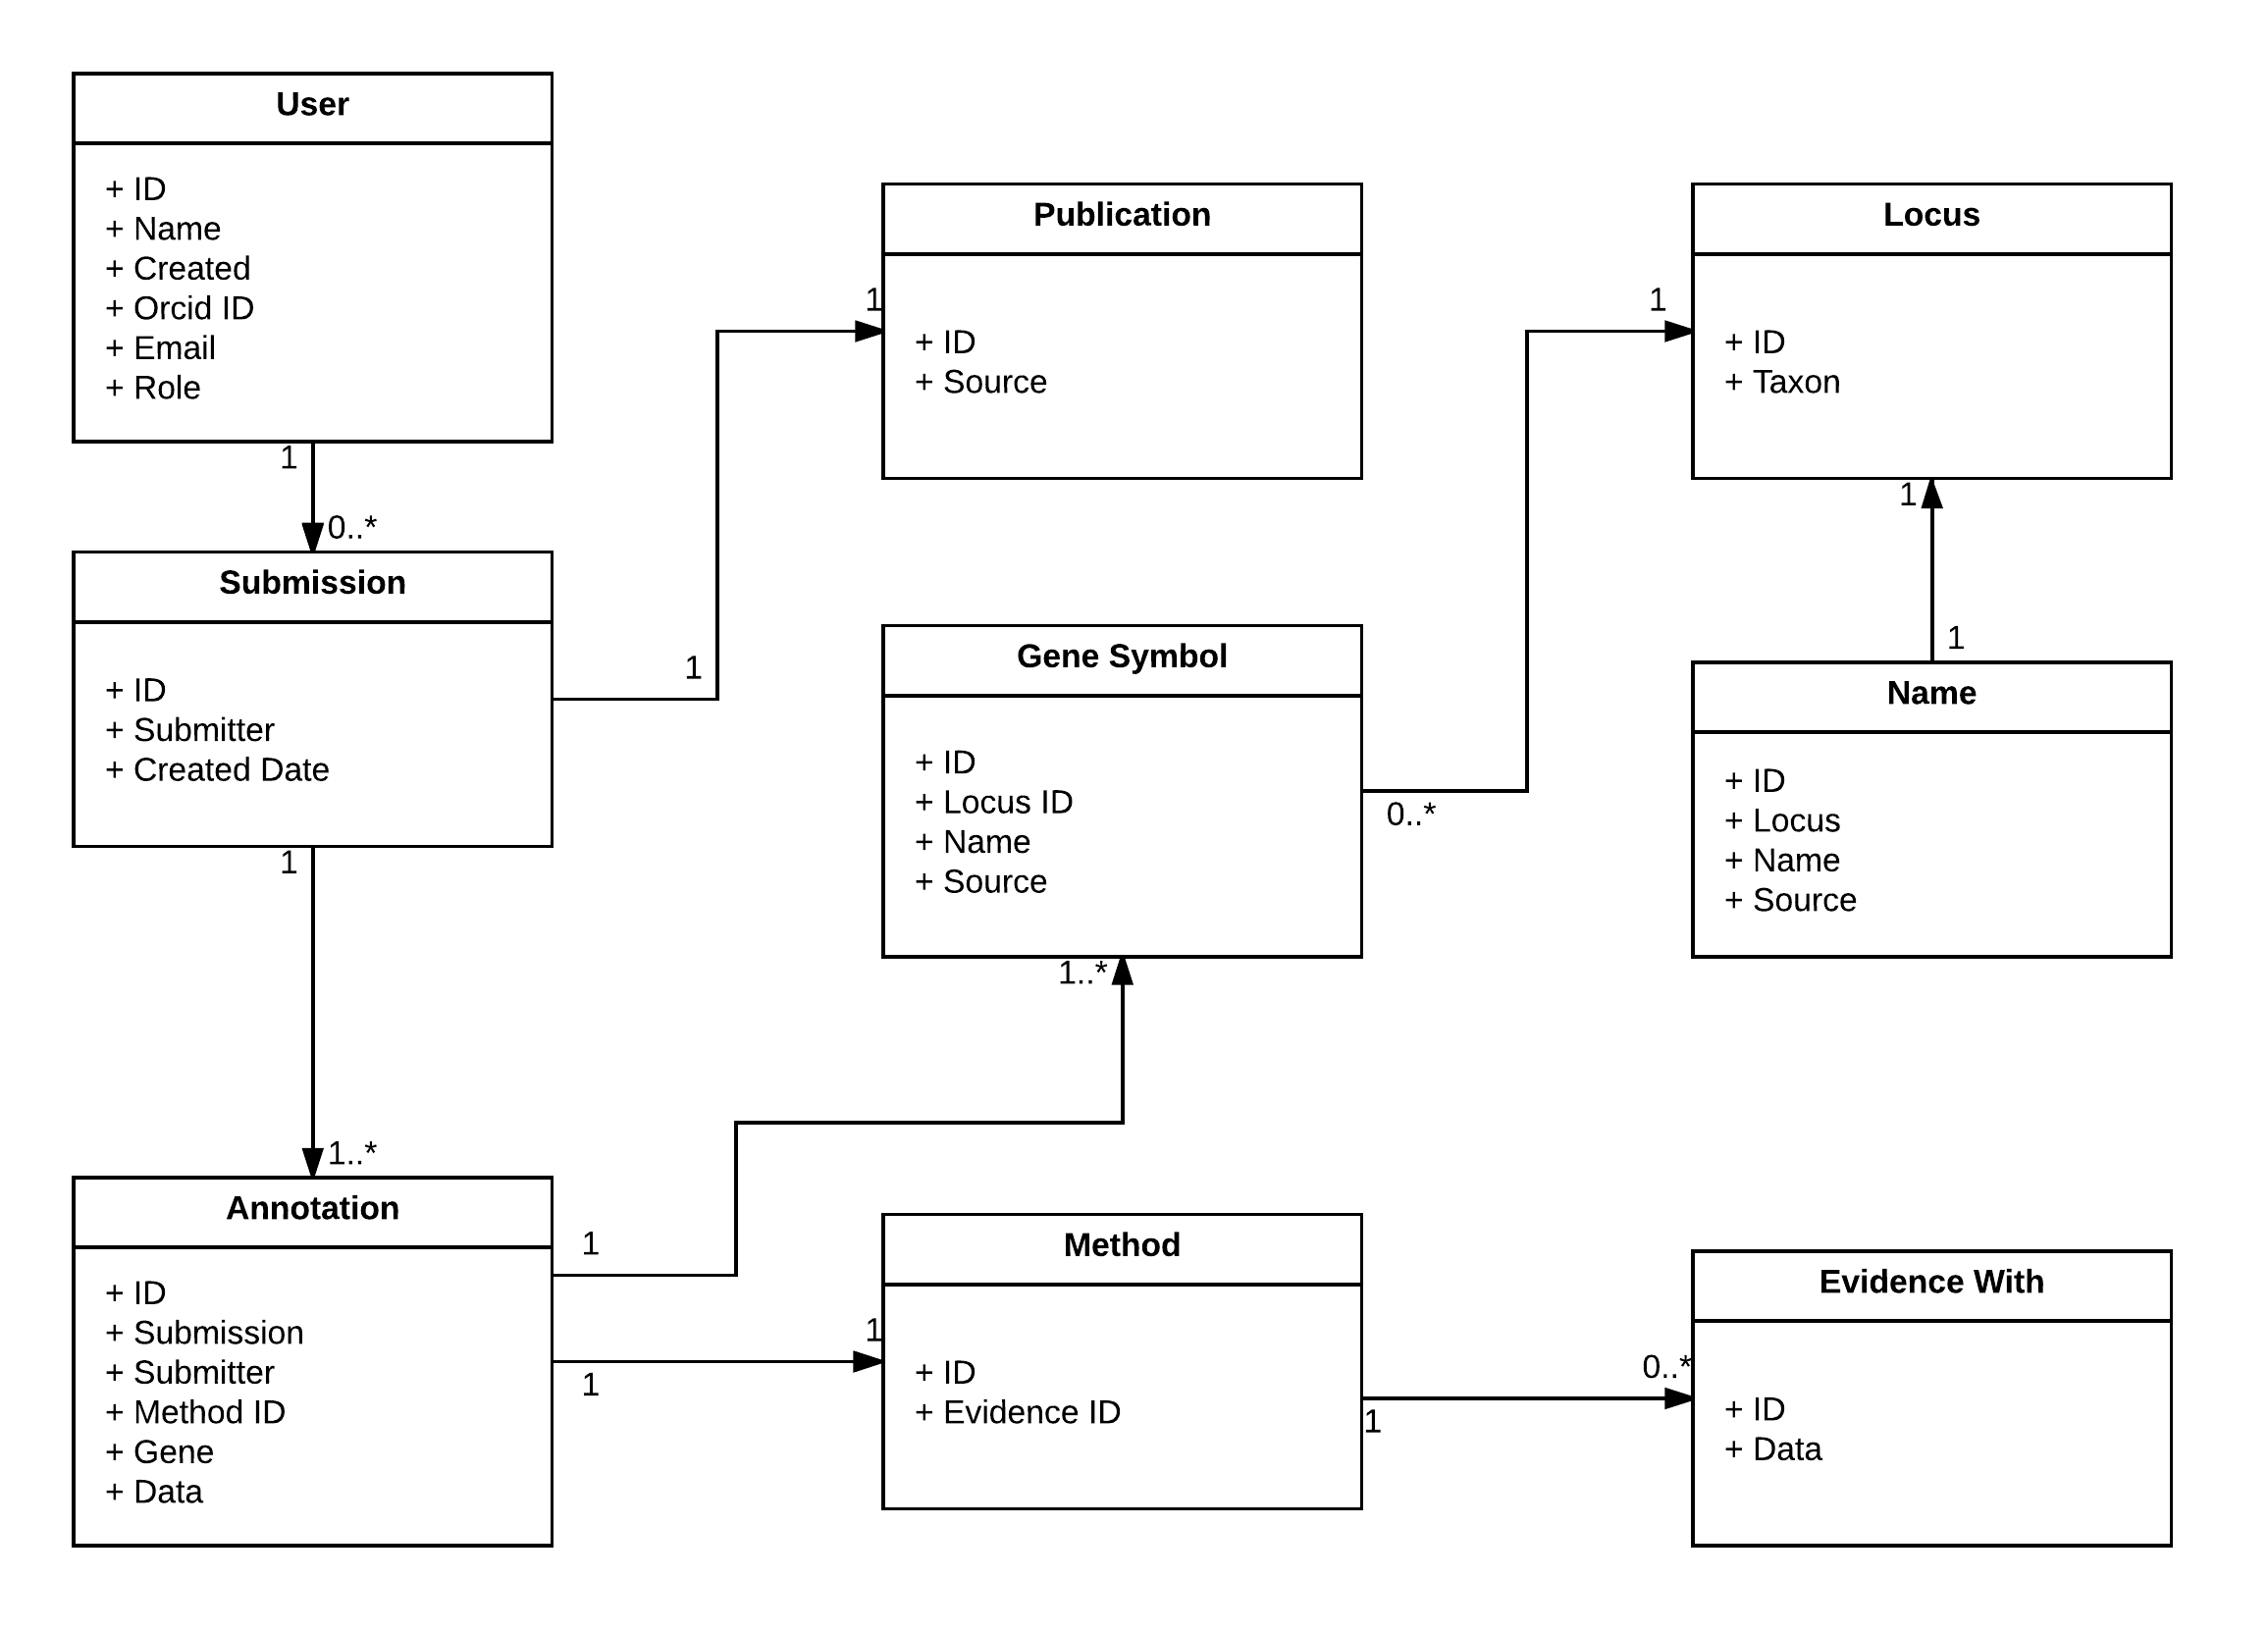 User
+ ID
+ Name
+ Created
+ Orcid ID
+ Email
+ Role
1
0..*
Submission
+ ID
+ Submitter
+ Created Date
1
1
1..*
Annotation
+ ID
+ Submission
+ Submitter
+ Method ID
+ Gene
+ Data
1
1
Publication
1
+ ID
+ Source
Gene Symbol
+ ID
+ Locus ID
+ Name
+ Source
0..*
1..*
Method
1
+ ID
+ Evidence ID
1
Locus
1
+ ID
+ Taxon
1
1
Name
+ ID
+ Locus
+ Name
+ Source
Evidence With
0..*
+ ID
+ Data